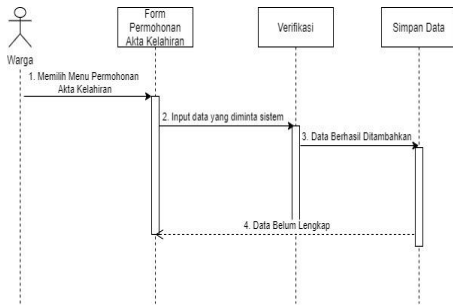 Form
Permohonan
Akta Kelahiran
Verifikasi
Simpan Data
Warga
1. Memilih Menu Permohonan
Akta Kelahiran
2. Input data yang diminta sistem
3. Data Berhasil Ditambahkan
4. Data Belum Lengkap